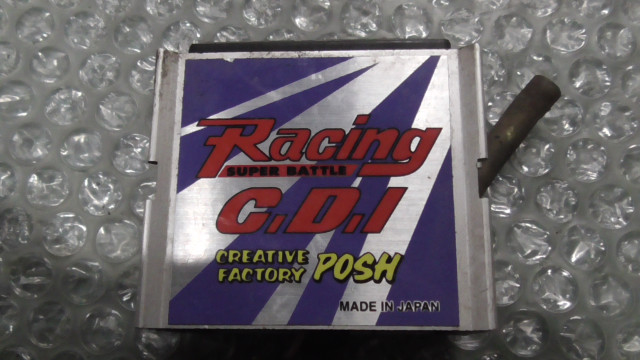 Racing
SUPER BATTLE
C.D.I
CREATIVE
FACTORY POSH
MADE IN JAPAN